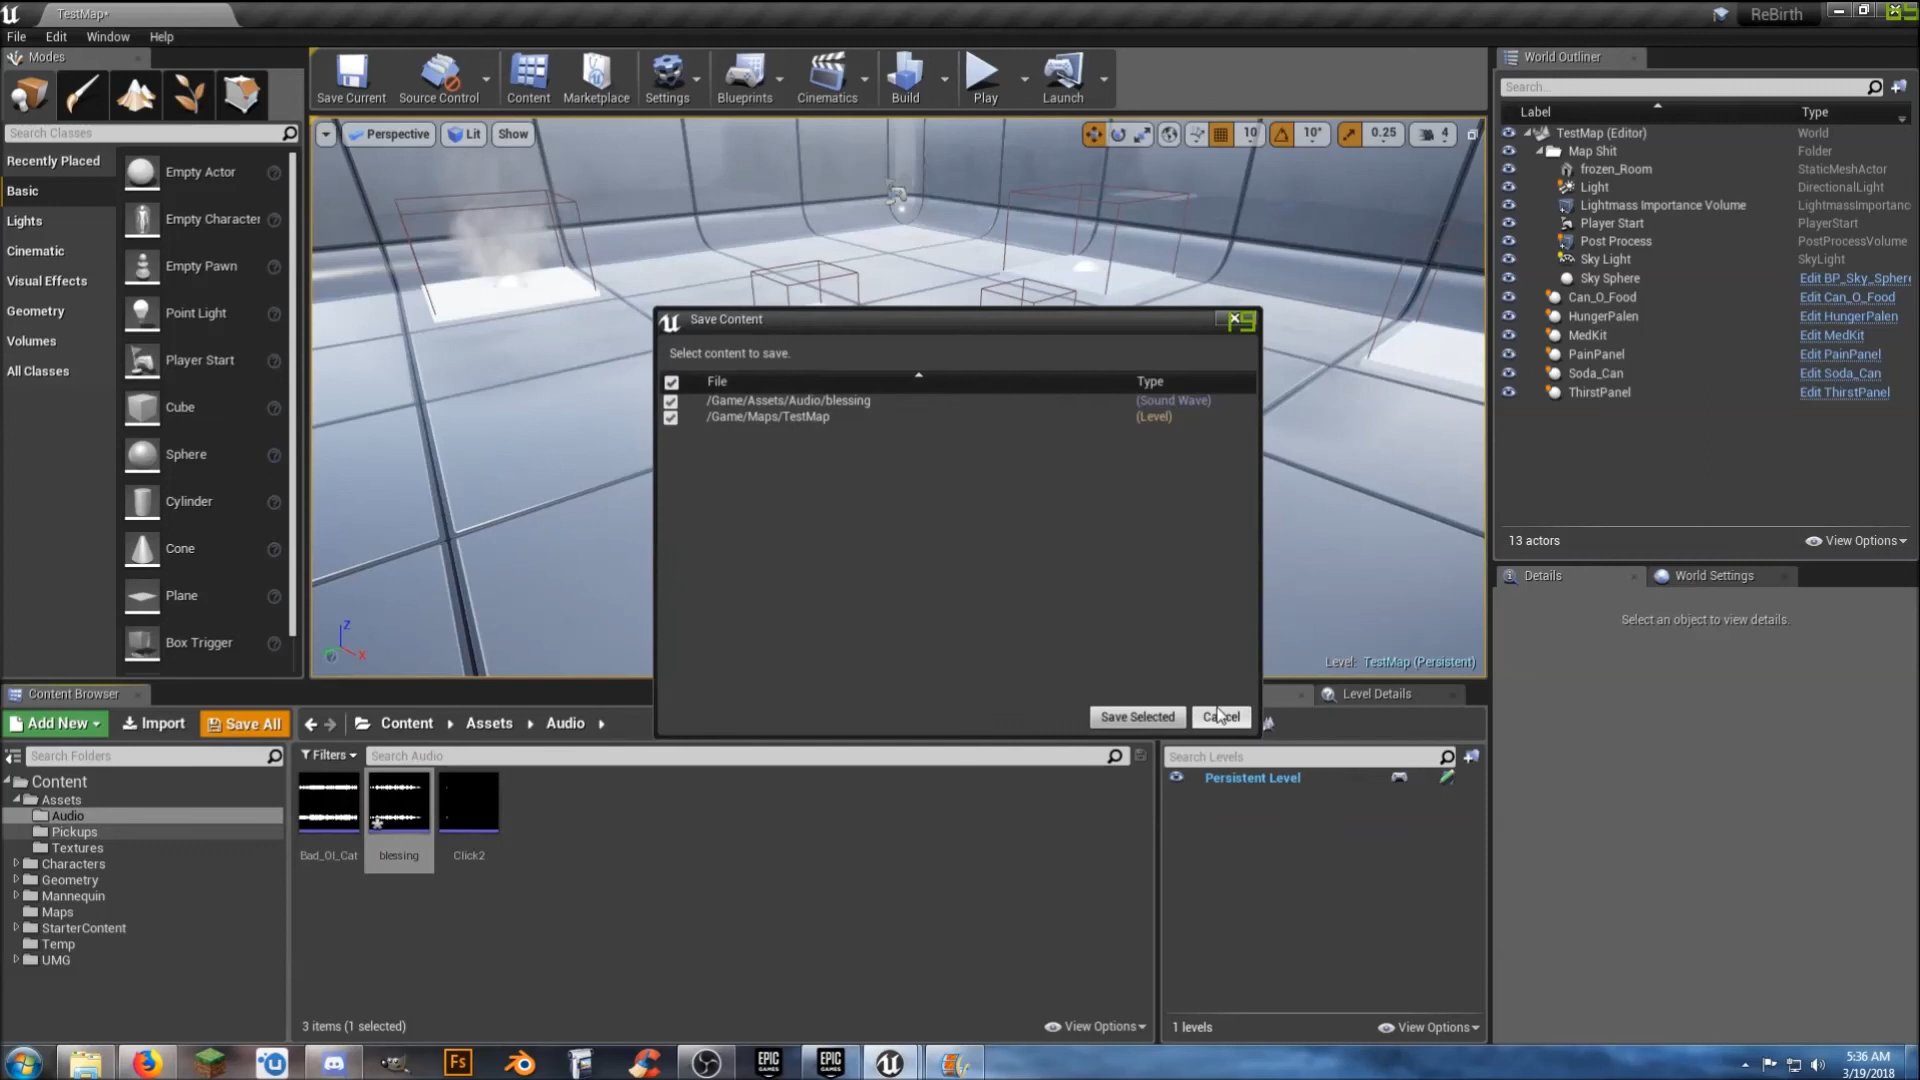 TestMap*
ReBirth
File Edit Window Help
Modes
Save Current
Source Control
Content
Marketplace
Settings
Blueprints
Cinematics
Build
Play
Launch
Search Classes
Recently Placed
Basic
Lights
Cinematic
Visual Effects
Geometry
Volumes
All Classes
Empty Actor
Empty Character
Empty Pawn
Point Light
Player Start
Cube
Sphere
Cylinder
Cone
Plane
Box Trigger
Perspective Lit Show
10 10° 0.25 4
Z
X
Level: TestMap (Persistent)
World Outliner
Search...
Label Type
TestMap (Editor) World
Map Shit Folder
frozen_Room StaticMeshActor
Light DirectionalLight
Lightmass Importance Volume LightmassImportanc
Player Start PlayerStart
Post Process PostProcessVolume
Sky Light SkyLight
Sky Sphere Edit BP_Sky_Sphere
Can_O_Food Edit Can_O_Food
HungerPalen Edit HungerPalen
MedKit Edit MedKit
PainPanel Edit PainPanel
Soda_Can Edit Soda_Can
ThirstPanel Edit ThirstPanel
13 actors View Options
Details World Settings
Select an object to view details.
Save Content
Select content to save.
File Type
/Game/Assets/Audio/blessing (Sound Wave)
/Game/Maps/TestMap (Level)
Save Selected Cancel
Content Browser
Add New Import Save All Content Assets Audio
Search Folders
Filters Search Audio
Content
Assets
Audio
Pickups
Textures
Characters
Geometry
Mannequin
Maps
StarterContent
Temp
UMG
Bad_Ol_Cat
blessing
Click2
3 items (1 selected) View Options
Level Details
Search Levels
Persistent Level
1 levels View Options
Fs
EPIC GAMES
EPIC GAMES
5:36 AM
3/19/2018